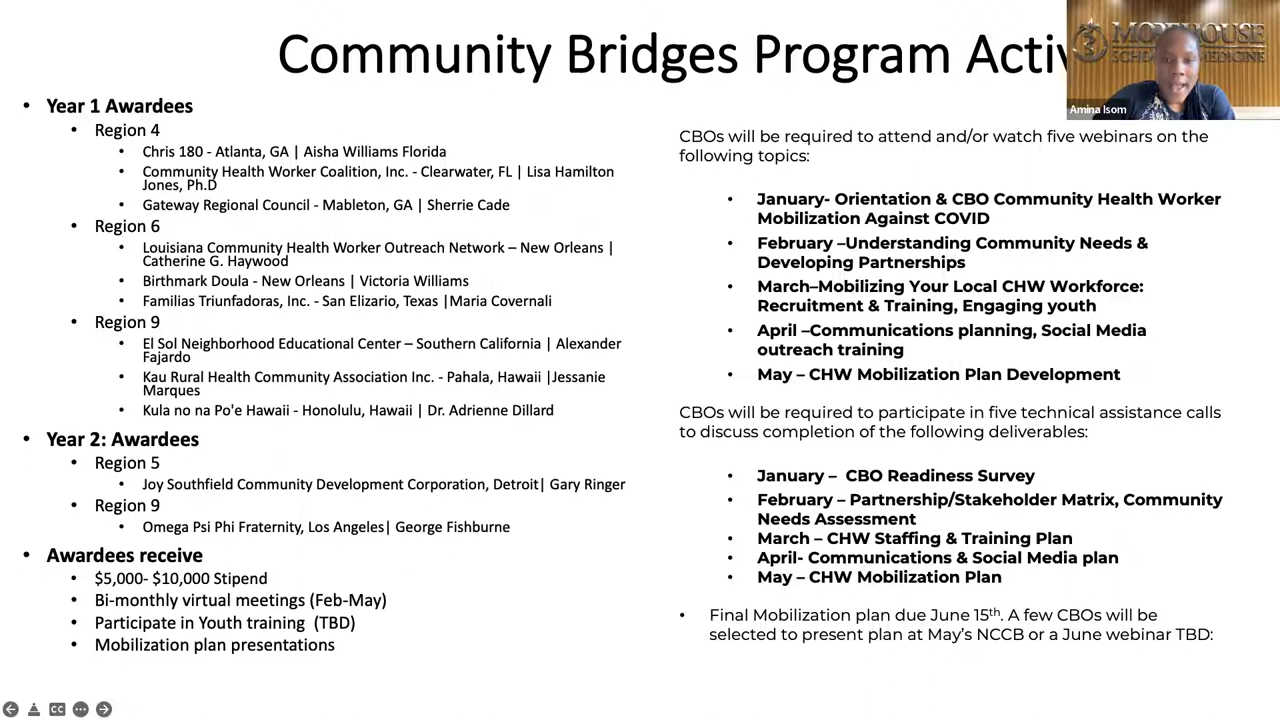 Community Bridges Program Activ
MOREHOUSE
SCHOOL OF MEDICINE
Amina Isom
• Year 1 Awardees
• Region 4
• Chris 180 - Atlanta, GA | Aisha Williams Florida
• Community Health Worker Coalition, Inc. - Clearwater, FL | Lisa Hamilton
Jones, Ph.D
• Gateway Regional Council - Mableton, GA | Sherrie Cade
• Region 6
• Louisiana Community Health Worker Outreach Network – New Orleans |
Catherine G. Haywood
• Birthmark Doula - New Orleans | Victoria Williams
• Familias Triunfadoras, Inc. - San Elizario, Texas |Maria Covernali
• Region 9
• El Sol Neighborhood Educational Center – Southern California | Alexander
Fajardo
• Kau Rural Health Community Association Inc. - Pahala, Hawaii |Jessanie
Marques
• Kula no na Po'e Hawaii - Honolulu, Hawaii | Dr. Adrienne Dillard
• Year 2: Awardees
• Region 5
• Joy Southfield Community Development Corporation, Detroit| Gary Ringer
• Region 9
• Omega Psi Phi Fraternity, Los Angeles| George Fishburne
• Awardees receive
• $5,000- $10,000 Stipend
• Bi-monthly virtual meetings (Feb-May)
• Participate in Youth training (TBD)
• Mobilization plan presentations
CBOs will be required to attend and/or watch five webinars on the
following topics:
• January- Orientation & CBO Community Health Worker
Mobilization Against COVID
• February –Understanding Community Needs &
Developing Partnerships
• March–Mobilizing Your Local CHW Workforce:
Recruitment & Training, Engaging youth
• April –Communications planning, Social Media
outreach training
• May – CHW Mobilization Plan Development
CBOs will be required to participate in five technical assistance calls
to discuss completion of the following deliverables:
• January – CBO Readiness Survey
• February – Partnership/Stakeholder Matrix, Community
Needs Assessment
• March – CHW Staffing & Training Plan
• April- Communications & Social Media plan
• May – CHW Mobilization Plan
• Final Mobilization plan due June 15th. A few CBOs will be
selected to present plan at May's NCCB or a June webinar TBD:
CC